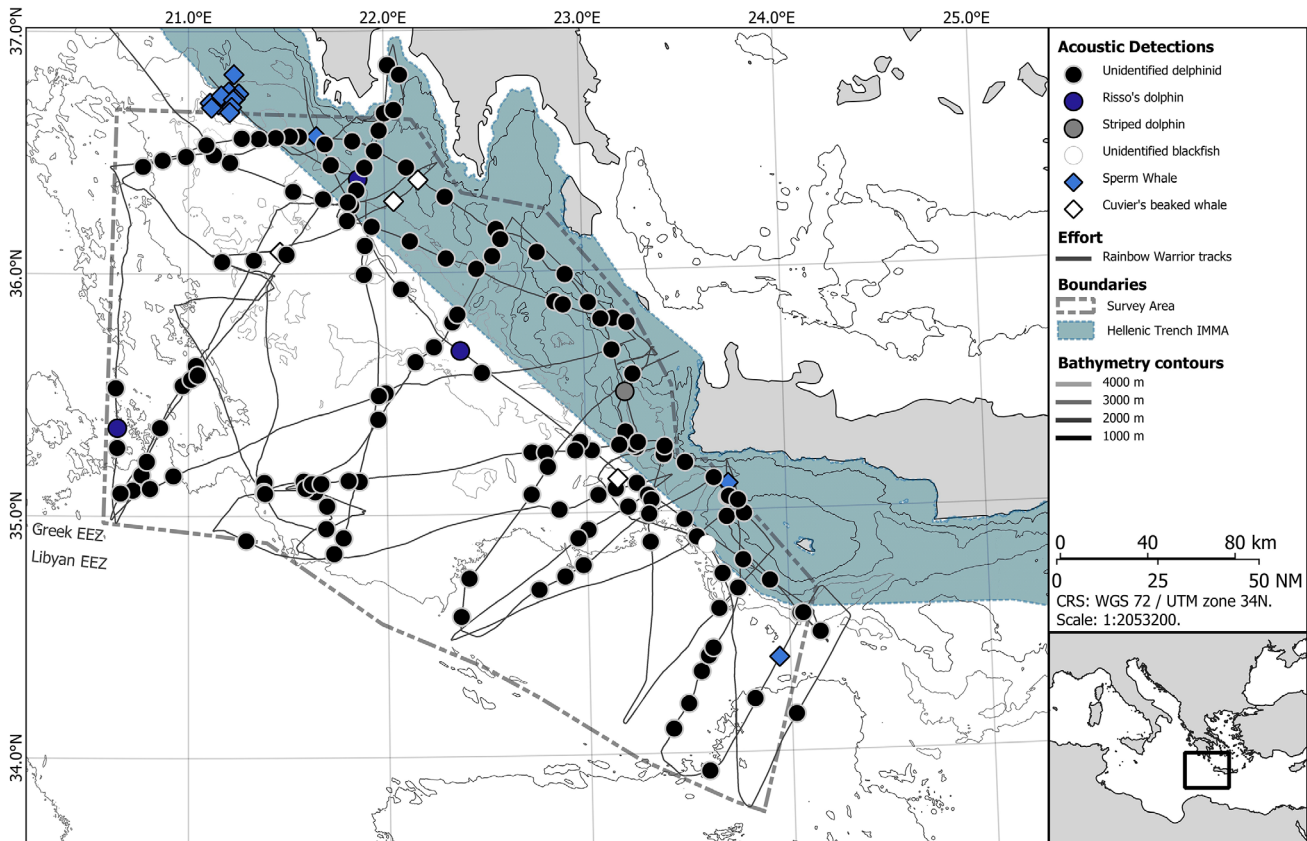 21.0°E 22.0°E 23.0°E 24.0°E 25.0°E
37.0°N
36.0°N
35.0°N
34.0°N
Greek EEZ
Libyan EEZ
Acoustic Detections
Unidentified delphinid
Risso's dolphin
Striped dolphin
Unidentified blackfish
Sperm Whale
Cuvier's beaked whale
Effort
Rainbow Warrior tracks
Boundaries
Survey Area
Hellenic Trench IMMA
Bathymetry contours
4000 m
3000 m
2000 m
1000 m
0 40 80 km
0 25 50 NM
CRS: WGS 72 / UTM zone 34N.
Scale: 1:2053200.